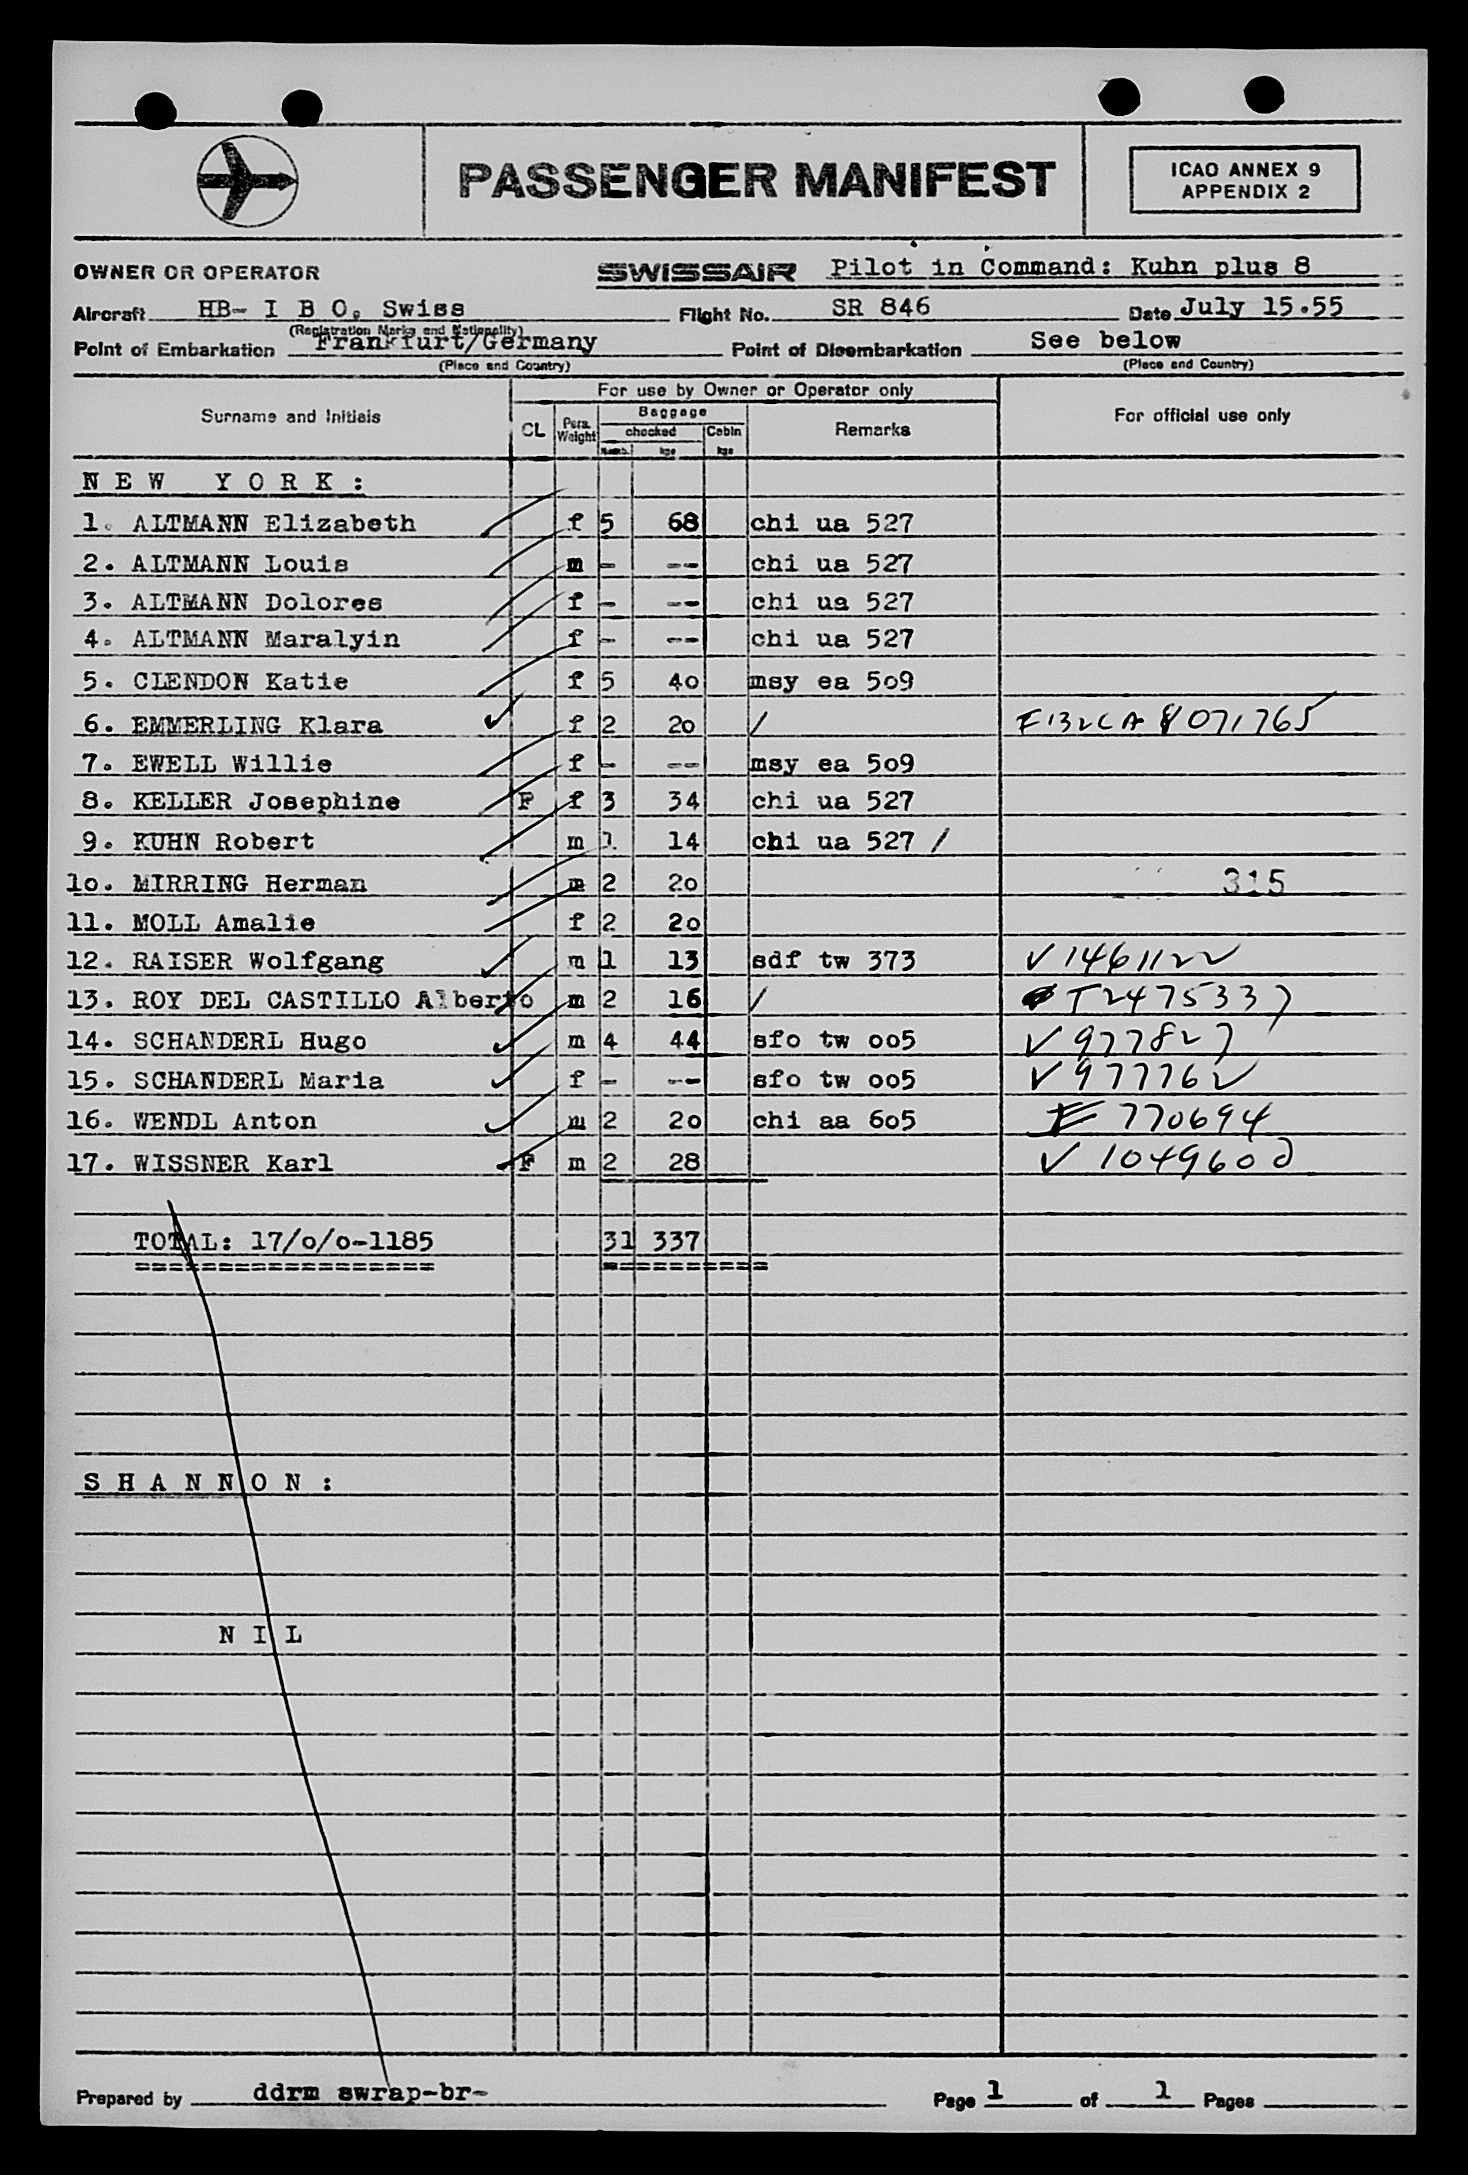 PASSENGER MANIFEST
ICAO ANNEX 9
APPENDIX 2
OWNER OR OPERATOR SWISSAIR Pilot in Command: Kuhn plus 8
Aircraft HB- I B O, Swiss Flight No. SR 846 Date July 15.55
(Registration Marks and Nationality)
Point of Embarkation Frankfurt/Germany Point of Disembarkation See below
(Place and Country) (Place and Country)
For use by Owner or Operator only
Surname and Initials CL Pers. Weight Baggage checked Numb. kgs Cabin kgs Remarks For official use only
N E W Y O R K :
1. ALTMANN Elizabeth f 5 68 chi ua 527
2. ALTMANN Louis m - -- chi ua 527
3. ALTMANN Dolores f - -- chi ua 527
4. ALTMANN Maralyin f - -- chi ua 527
5. CLENDON Katie f 5 4o msy ea 5o9
6. EMMERLING Klara f 2 2o / 071765
7. EWELL Willie f - -- msy ea 5o9
8. KELLER Josephine F f 3 34 chi ua 527
9. KUHN Robert m 1 14 chi ua 527 /
1o. MIRRING Herman m 2 2o 315
11. MOLL Amalie f 2 2o
12. RAISER Wolfgang m 1 13 sdf tw 373 V 1461122
13. ROY DEL CASTILLO Alberto m 2 16 / T2475337
14. SCHANDERL Hugo m 4 44 sfo tw oo5 V 977827
15. SCHANDERL Maria f - -- sfo tw oo5 V 977762
16. WENDL Anton m 2 2o chi aa 6o5 E 770694
17. WISSNER Karl F m 2 28 V 1049600
TOTAL: 17/o/o-1185 31 337
==================  ==========
S H A N N O N :
N I L
Prepared by ddrm swrap-br- Page 1 of 1 Pages